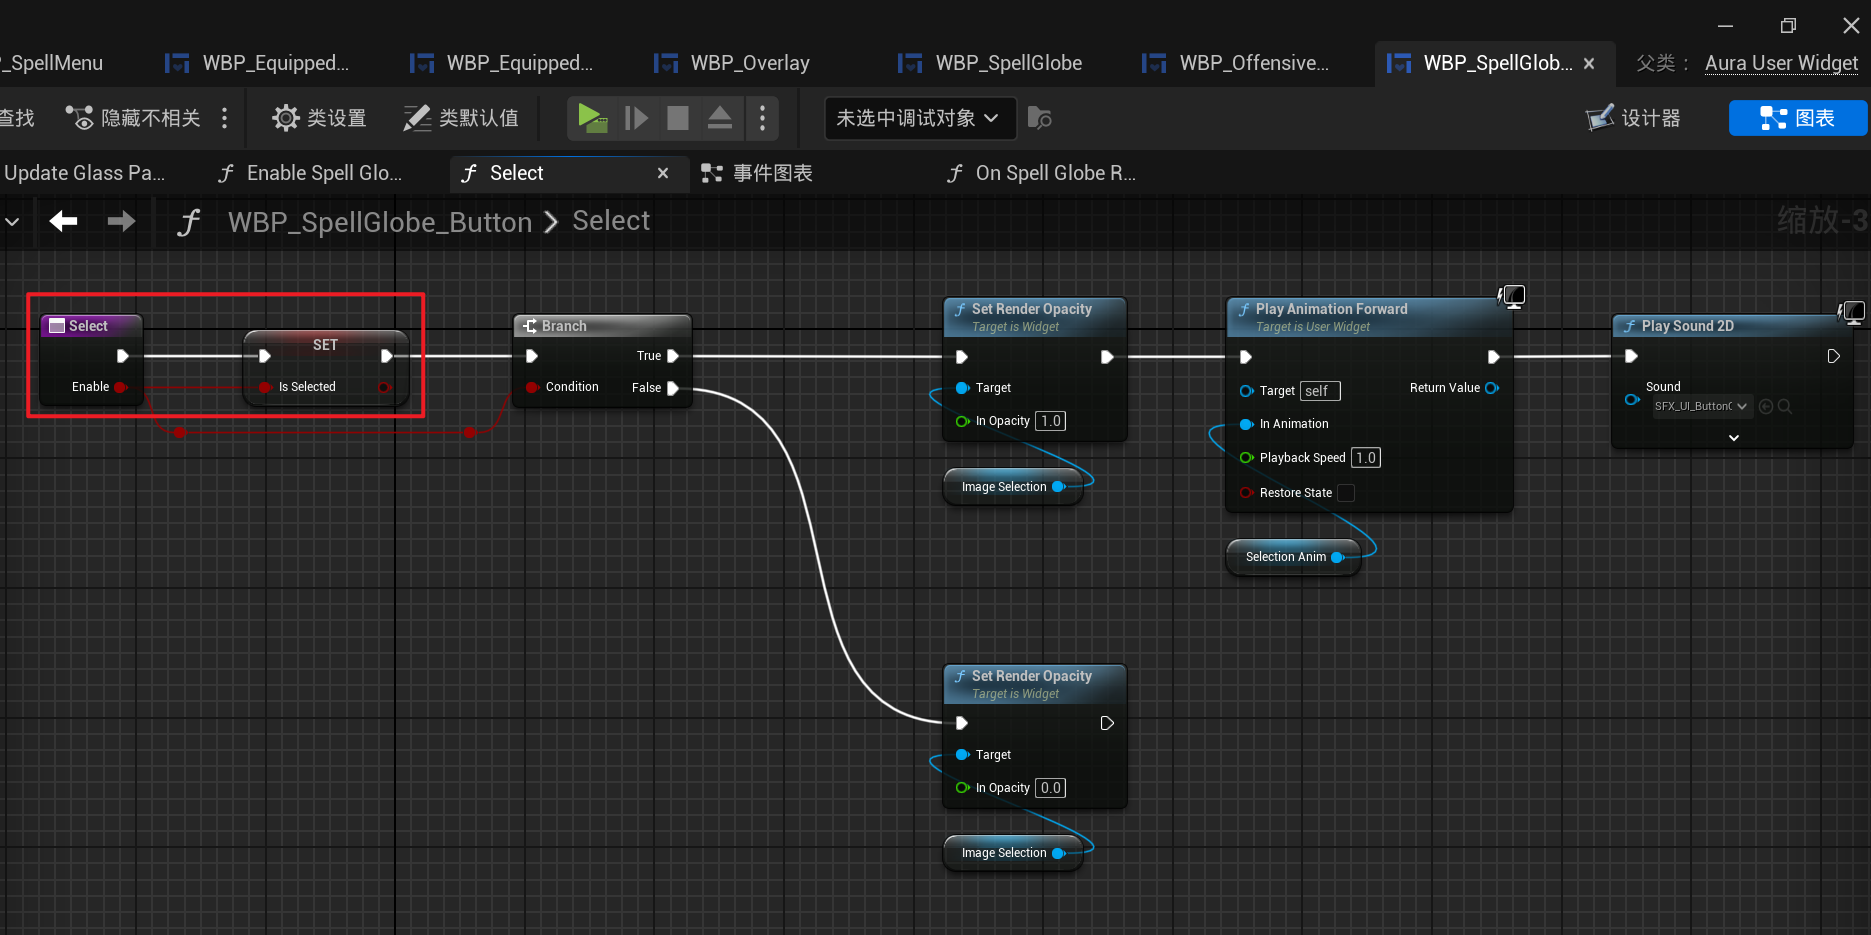 _SpellMenu
WBP_Equipped...
WBP_Equipped...
WBP_Overlay
WBP_SpellGlobe
WBP_Offensive...
WBP_SpellGlob...
父类：
Aura User Widget
查找
隐藏不相关
类设置
类默认值
未选中调试对象
设计器
图表
Update Glass Pa...
Enable Spell Glo...
Select
事件图表
On Spell Globe R...
WBP_SpellGlobe_Button > Select
缩放-3
Select
Enable
SET
Is Selected
Branch
True
Condition
False
Set Render Opacity
Target is Widget
Target
In Opacity 1.0
Image Selection
Play Animation Forward
Target is User Widget
Target self
Return Value
In Animation
Playback Speed 1.0
Restore State
Selection Anim
Play Sound 2D
Sound
SFX_UI_ButtonC
Set Render Opacity
Target is Widget
Target
In Opacity 0.0
Image Selection